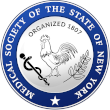 MEDICAL SOCIETY OF THE STATE OF NEW YORK
ORGANIZED 1807